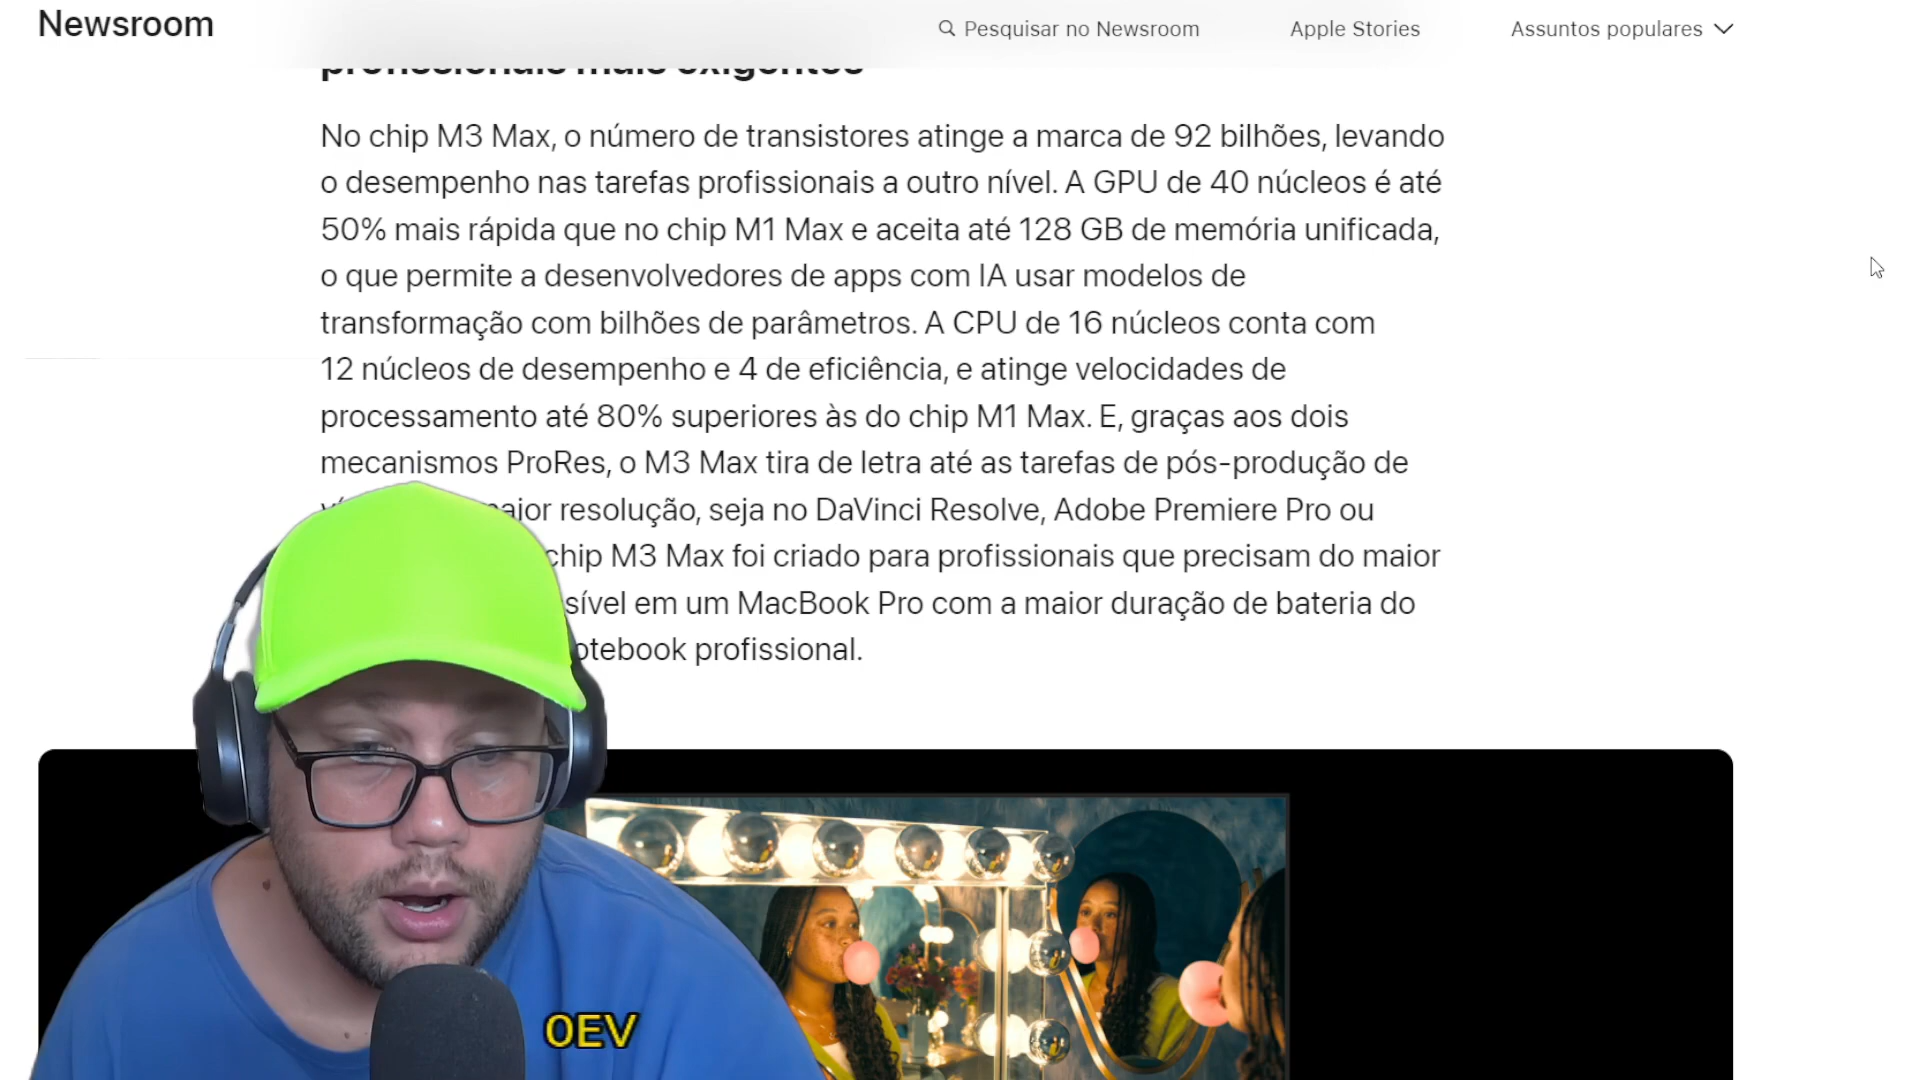 Newsroom
Pesquisar no Newsroom
Apple Stories
Assuntos populares
profissionais mais exigentes
No chip M3 Max, o número de transistores atinge a marca de 92 bilhões, levando
o desempenho nas tarefas profissionais a outro nível. A GPU de 40 núcleos é até
50% mais rápida que no chip M1 Max e aceita até 128 GB de memória unificada,
o que permite a desenvolvedores de apps com IA usar modelos de
transformação com bilhões de parâmetros. A CPU de 16 núcleos conta com
12 núcleos de desempenho e 4 de eficiência, e atinge velocidades de
processamento até 80% superiores às do chip M1 Max. E, graças aos dois
mecanismos ProRes, o M3 Max tira de letra até as tarefas de pós-produção de
resolução, seja no DaVinci Resolve, Adobe Premiere Pro ou
chip M3 Max foi criado para profissionais que precisam do maior
em um MacBook Pro com a maior duração de bateria do
profissional.
OEV